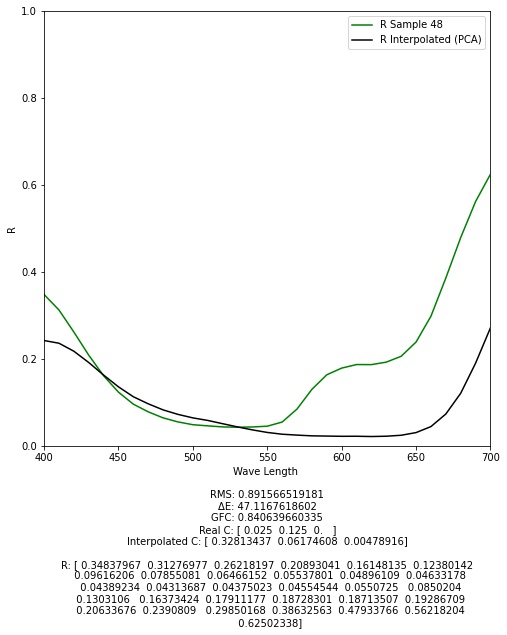 1.0
R Sample 48
R Interpolated (PCA)
0.8
0.6
R
0.4
0.2
0.0
400 450 500 550 600 650 700
Wave Length
RMS: 0.891566519181
ΔE: 47.1167618602
GFC: 0.840639660335
Real C: [ 0.025 0.125 0. ]
Interpolated C: [ 0.32813437 0.06174608 0.00478916]
R: [ 0.34837967 0.31276977 0.26218197 0.20893041 0.16148135 0.12380142
0.09616206 0.07855081 0.06466152 0.05537801 0.04896109 0.04633178
0.04389234 0.04313687 0.04375023 0.04554544 0.0550725 0.0850204
0.1303106 0.16373424 0.17911177 0.18728301 0.18713507 0.19286709
0.20633676 0.2390809 0.29850168 0.38632563 0.47933766 0.56218204
0.62502338]